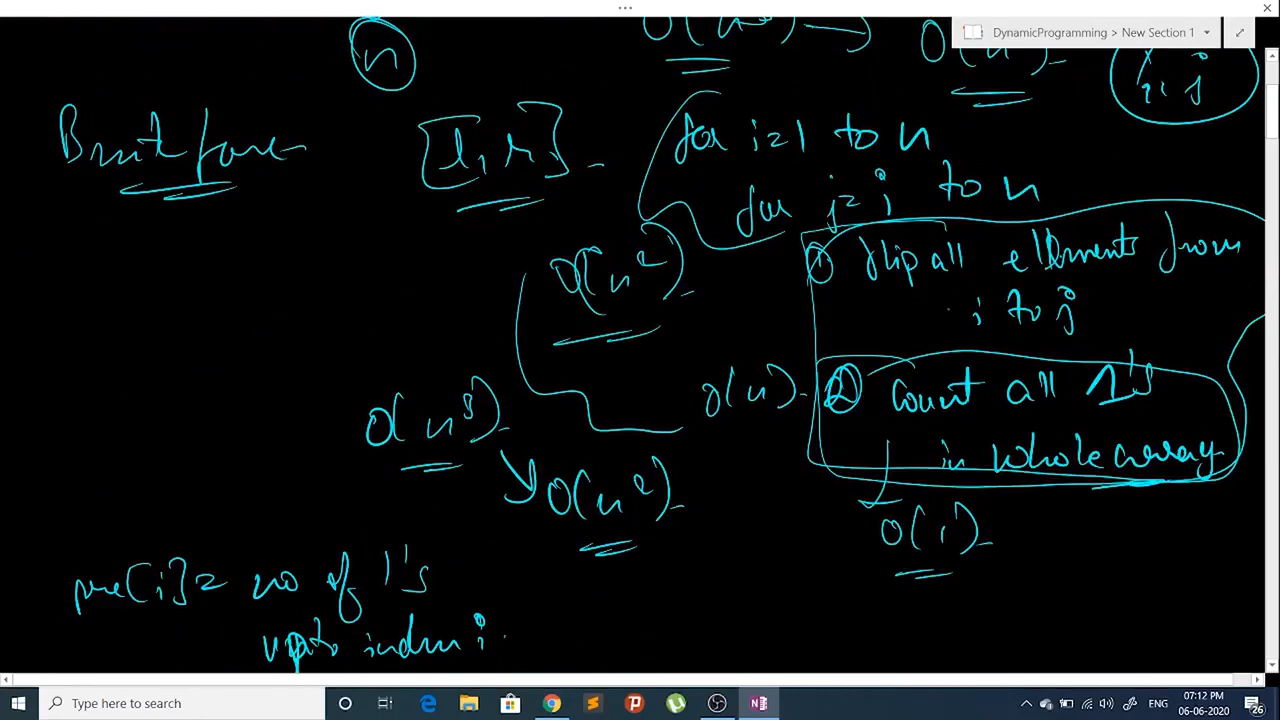 DynamicProgramming > New Section 1
n
i, j
Brute force
[l, r]
for i=1 to n
for j=i to n
O(n²)
① flip all elements from
i to j
O(n)
② count all 1's
in whole array
O(n³)
O(n²)
O(1)
pre[i]= no of 1's
upto index i
Type here to search
ENG
07:12 PM
06-06-2020
26